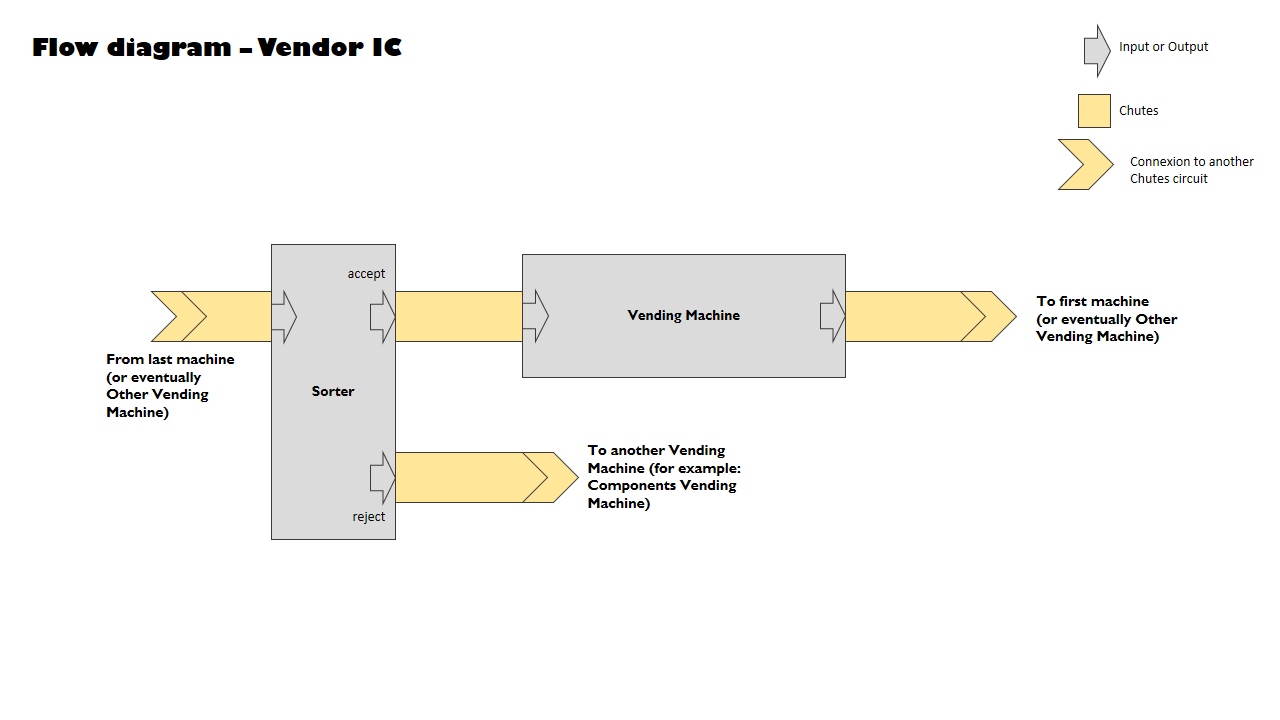 Flow diagram – Vendor IC
Input or Output
Chutes
Connexion to another
Chutes circuit
accept
Vending Machine
To first machine
(or eventually Other
Vending Machine)
From last machine
(or eventually
Other Vending
Machine)
Sorter
To another Vending
Machine (for example:
Components Vending
Machine)
reject